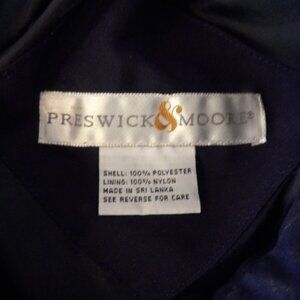 PRESWICK & MOORE®
SHELL: 100% POLYESTER
LINING: 100% NYLON
MADE IN SRI LANKA
SEE REVERSE FOR CARE